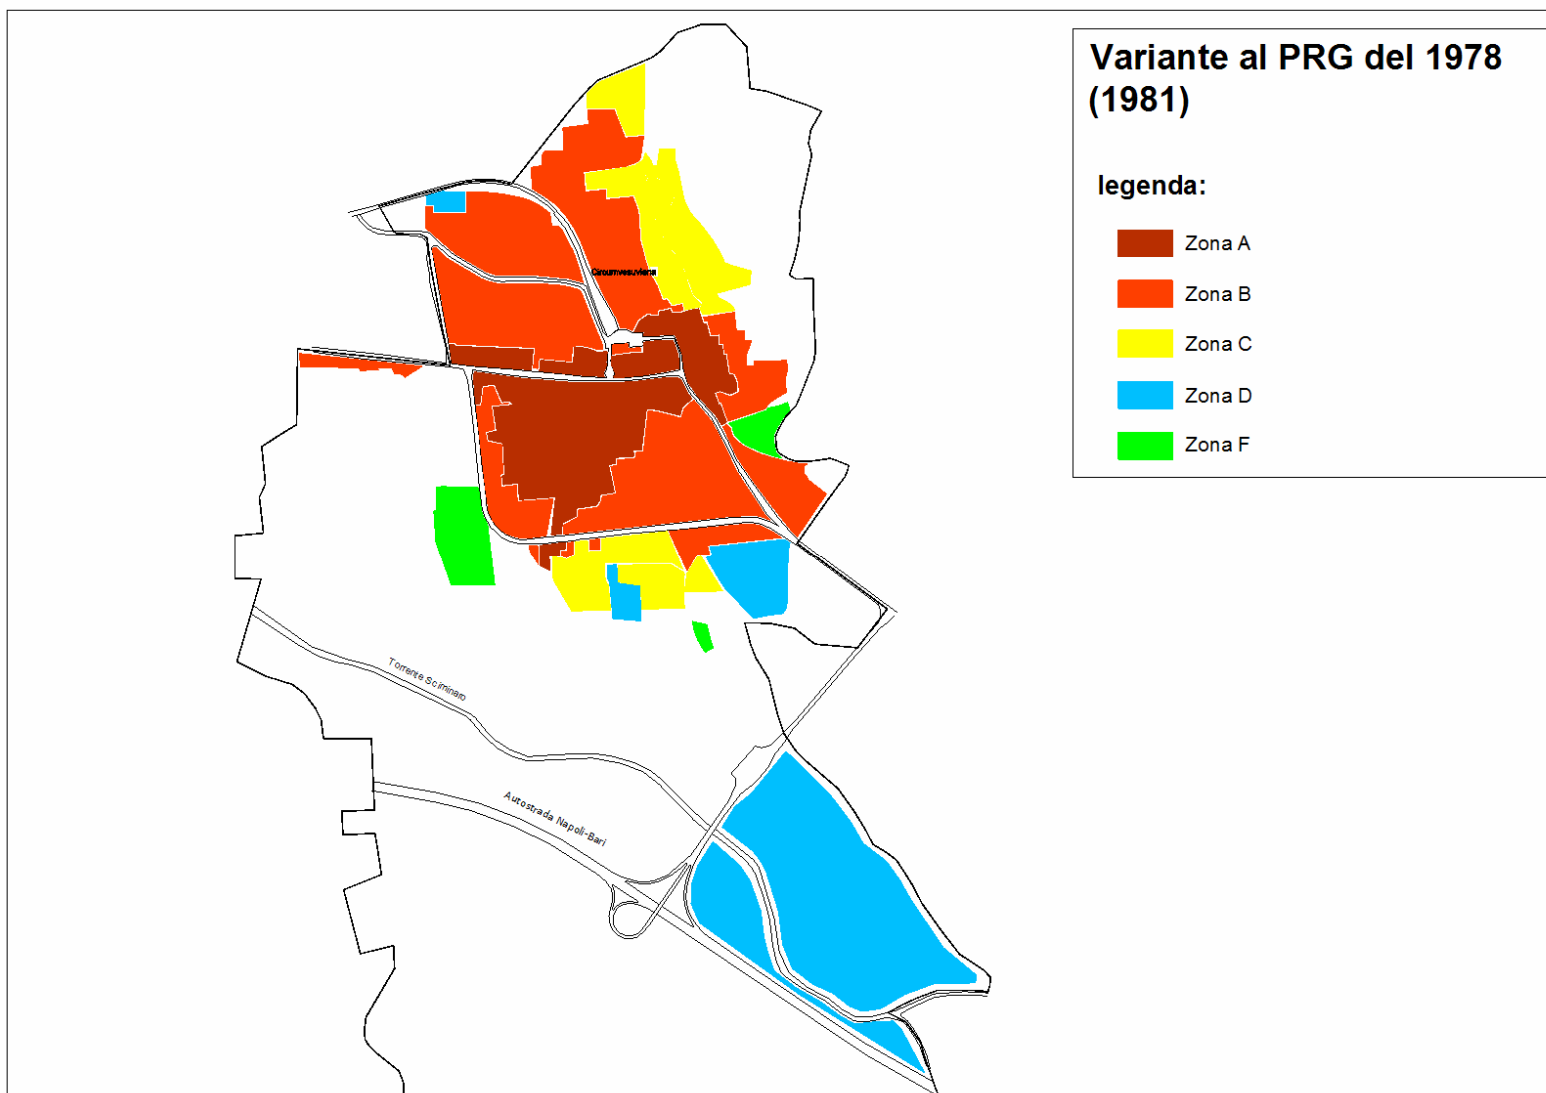 Variante al PRG del 1978
(1981)
legenda:
Zona A
Zona B
Zona C
Zona D
Zona F
Circumvesuviana
Torrente Sciminaro
Autostrada Napoli-Bari